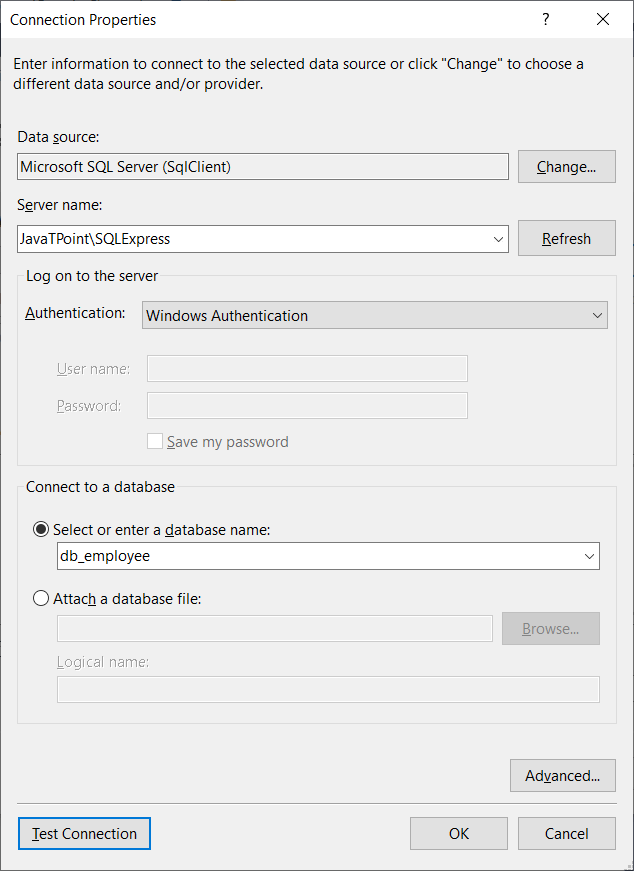 Connection Properties
?
Enter information to connect to the selected data source or click "Change" to choose a
different data source and/or provider.
Data source:
Microsoft SQL Server (SqlClient)
Change...
Server name:
JavaTPoint\SQLExpress
Refresh
Log on to the server
Authentication:
Windows Authentication
User name:
Password:
Save my password
Connect to a database
Select or enter a database name:
db_employee
Attach a database file:
Browse...
Logical name:
Advanced...
Test Connection
OK
Cancel